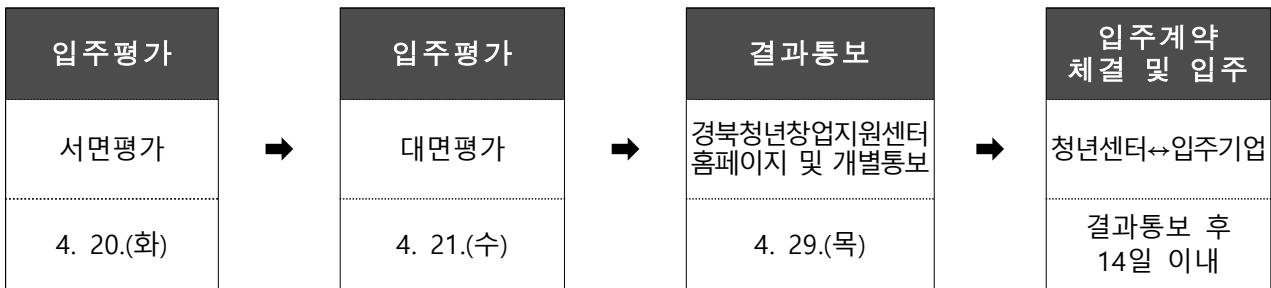 입주평가
서면평가
4. 20.(화)
➡
입주평가
대면평가
4. 21.(수)
➡
결과통보
경북청년창업지원센터
홈페이지 및 개별통보
4. 29.(목)
➡
입주계약
체결 및 입주
청년센터↔입주기업
결과통보 후
14일 이내